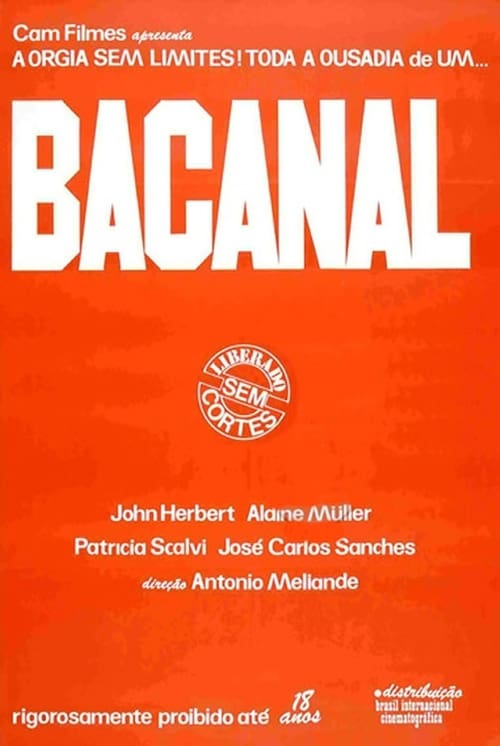 Cam Filmes apresenta
A ORGIA SEM LIMITES! TODA A OUSADIA de UM...
BACANAL
LIBERADO
SEM
CORTES
John Herbert Alaine Müller
Patricia Scalvi José Carlos Sanches
direção Antonio Meliande
rigorosamente proibido até 18 anos
distribuição
brasil internacional
cinematográfica